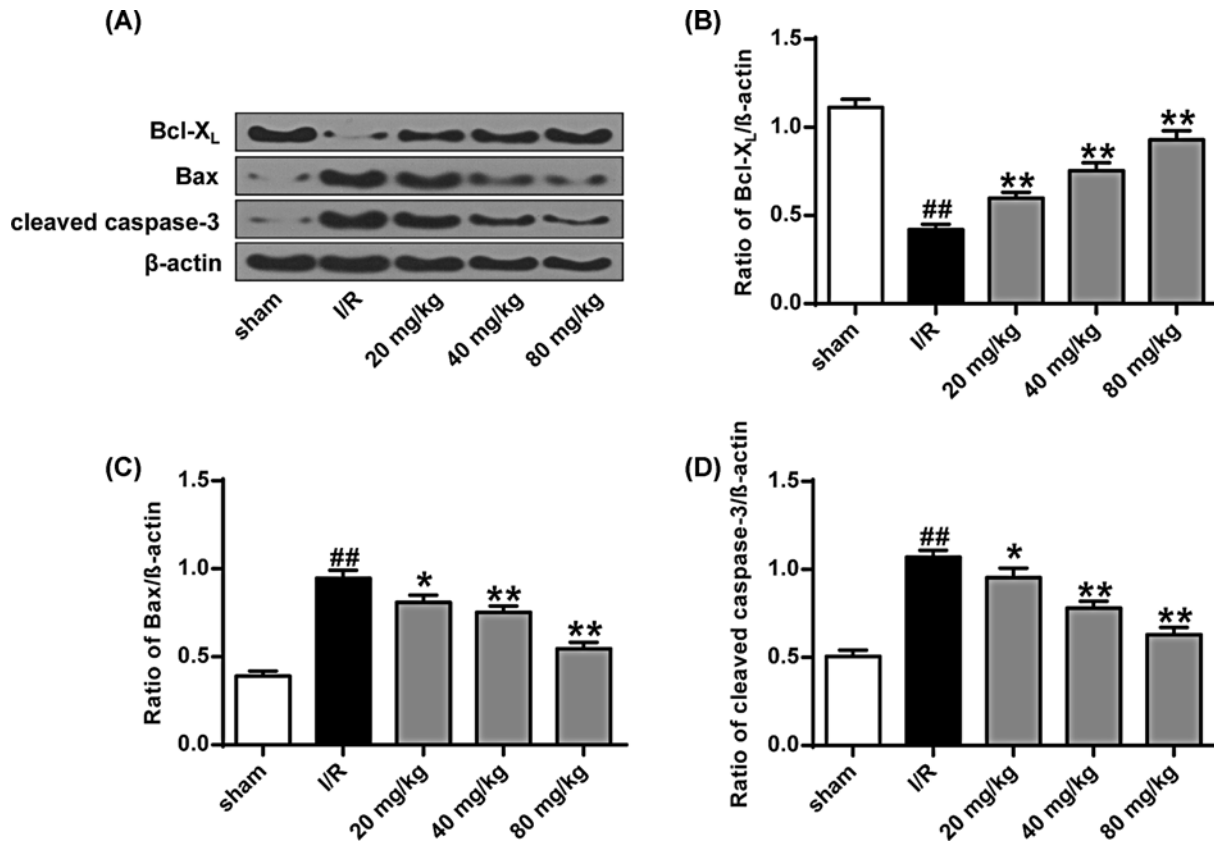 (A)
Bcl-XL
Bax
cleaved caspase-3
β-actin
sham
I/R
20 mg/kg
40 mg/kg
80 mg/kg
(B)
Ratio of Bcl-XL/ß-actin
1.5
1.0
0.5
0.0
##
**
**
**
sham
I/R
20 mg/kg
40 mg/kg
80 mg/kg
(C)
Ratio of Bax/ß-actin
1.5
1.0
0.5
0.0
##
*
**
**
sham
I/R
20 mg/kg
40 mg/kg
80 mg/kg
(D)
Ratio of cleaved caspase-3/ß-actin
1.5
1.0
0.5
0.0
##
*
**
**
sham
I/R
20 mg/kg
40 mg/kg
80 mg/kg